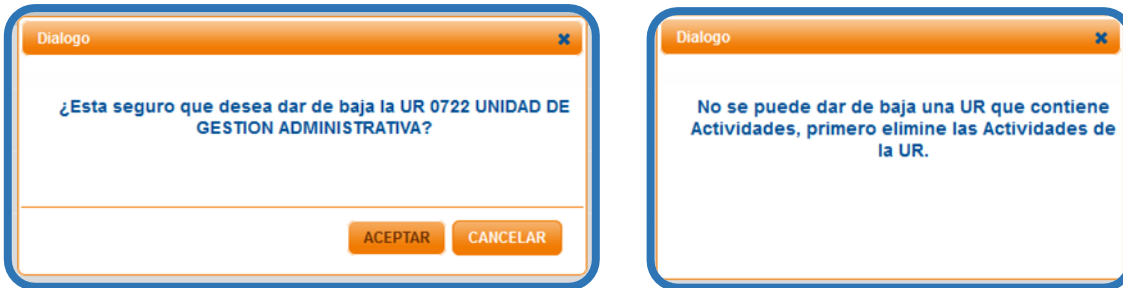 Dialogo
¿Esta seguro que desea dar de baja la UR 0722 UNIDAD DE
GESTION ADMINISTRATIVA?
ACEPTAR
CANCELAR
Dialogo
No se puede dar de baja una UR que contiene
Actividades, primero elimine las Actividades de
la UR.